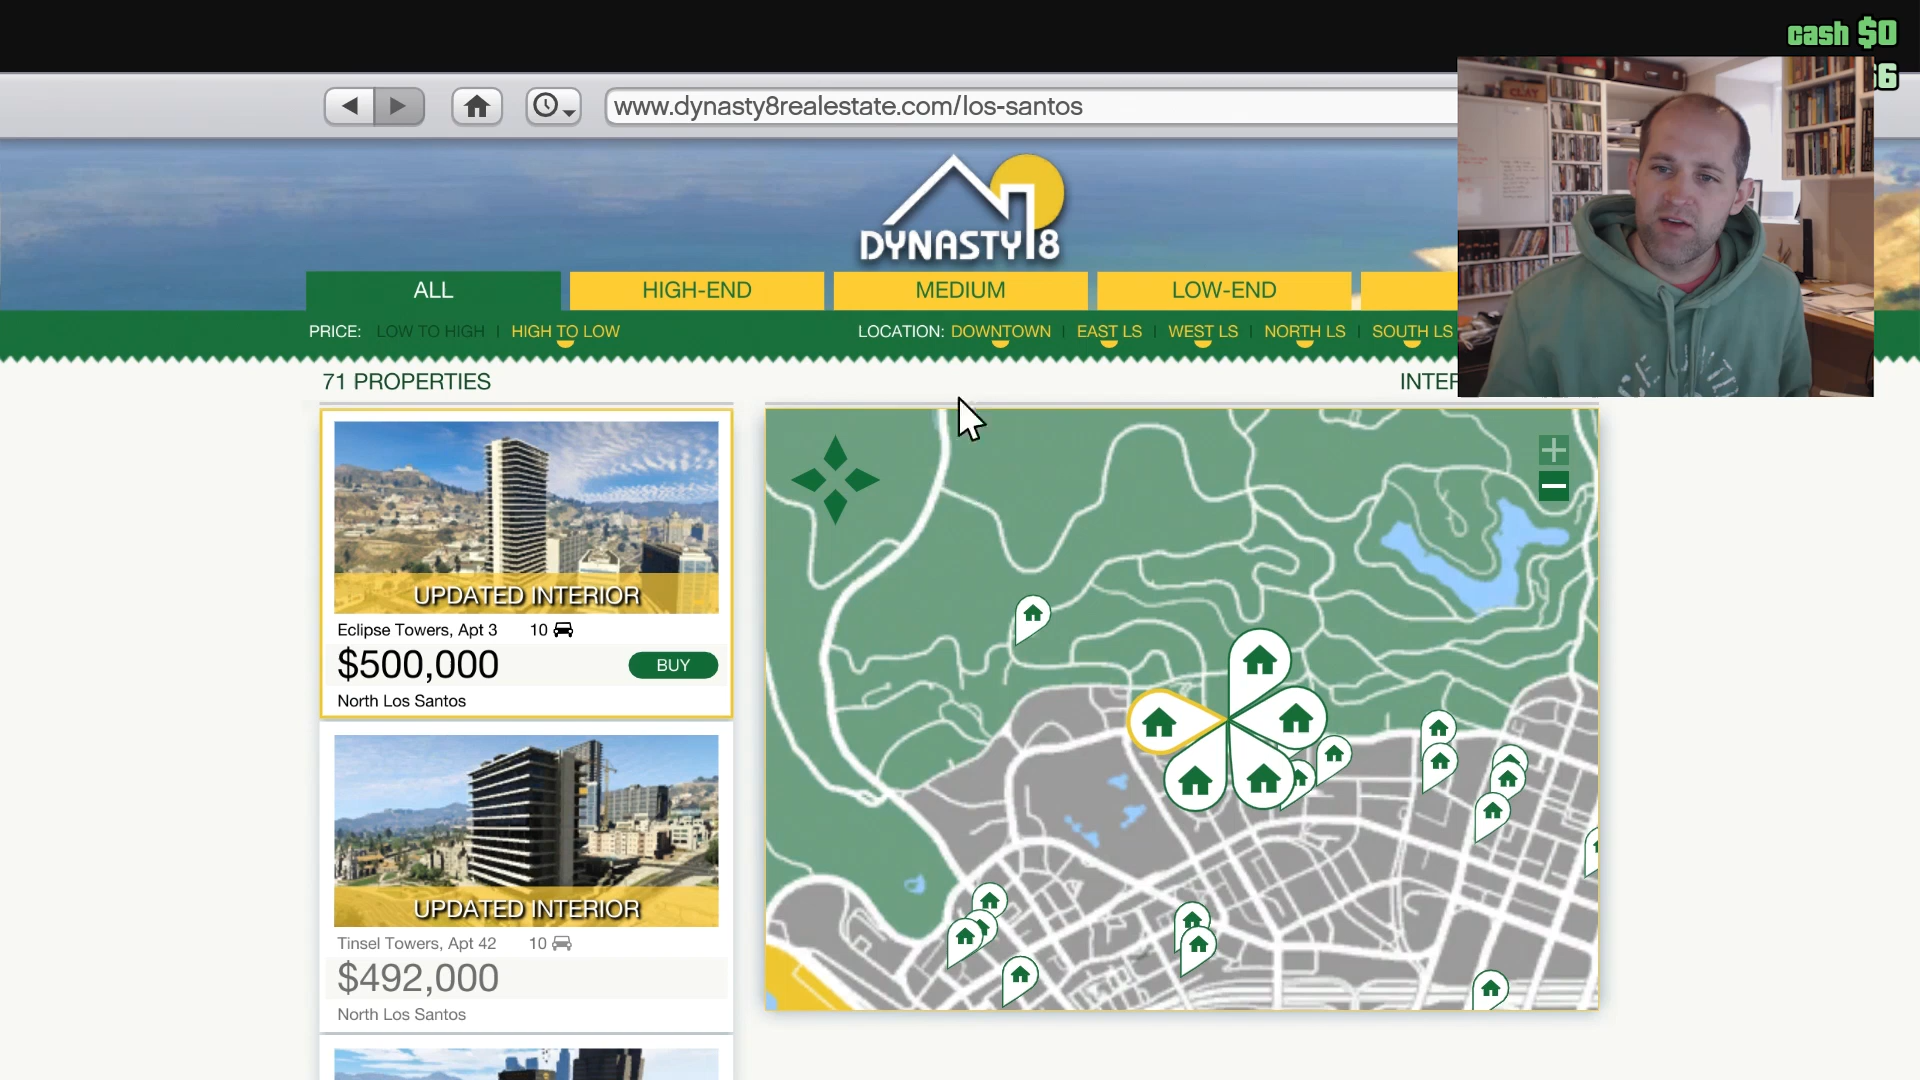 cash $0
6
www.dynasty8realestate.com/los-santos
DYNASTY 8
ALL
HIGH-END
MEDIUM
LOW-END
PRICE: LOW TO HIGH | HIGH TO LOW
LOCATION: DOWNTOWN | EAST LS | WEST LS | NORTH LS | SOUTH LS
71 PROPERTIES
INTER
UPDATED INTERIOR
Eclipse Towers, Apt 3 10
$500,000
BUY
North Los Santos
UPDATED INTERIOR
Tinsel Towers, Apt 42 10
$492,000
North Los Santos
CLAY